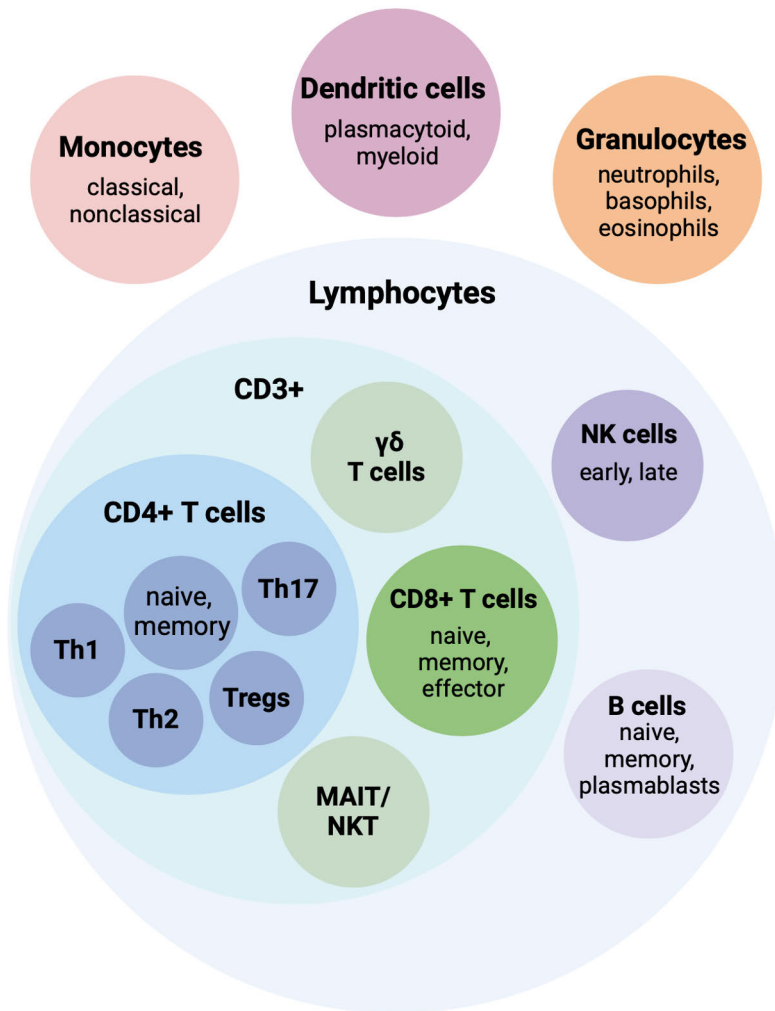 Dendritic cells
plasmacytoid,
myeloid
Monocytes
classical,
nonclassical
Granulocytes
neutrophils,
basophils,
eosinophils
Lymphocytes
CD3+
γδ
T cells
NK cells
early, late
CD4+ T cells
Th17
naive,
memory
Th1
Th2
Tregs
CD8+ T cells
naive,
memory,
effector
B cells
naive,
memory,
plasmablasts
MAIT/
NKT